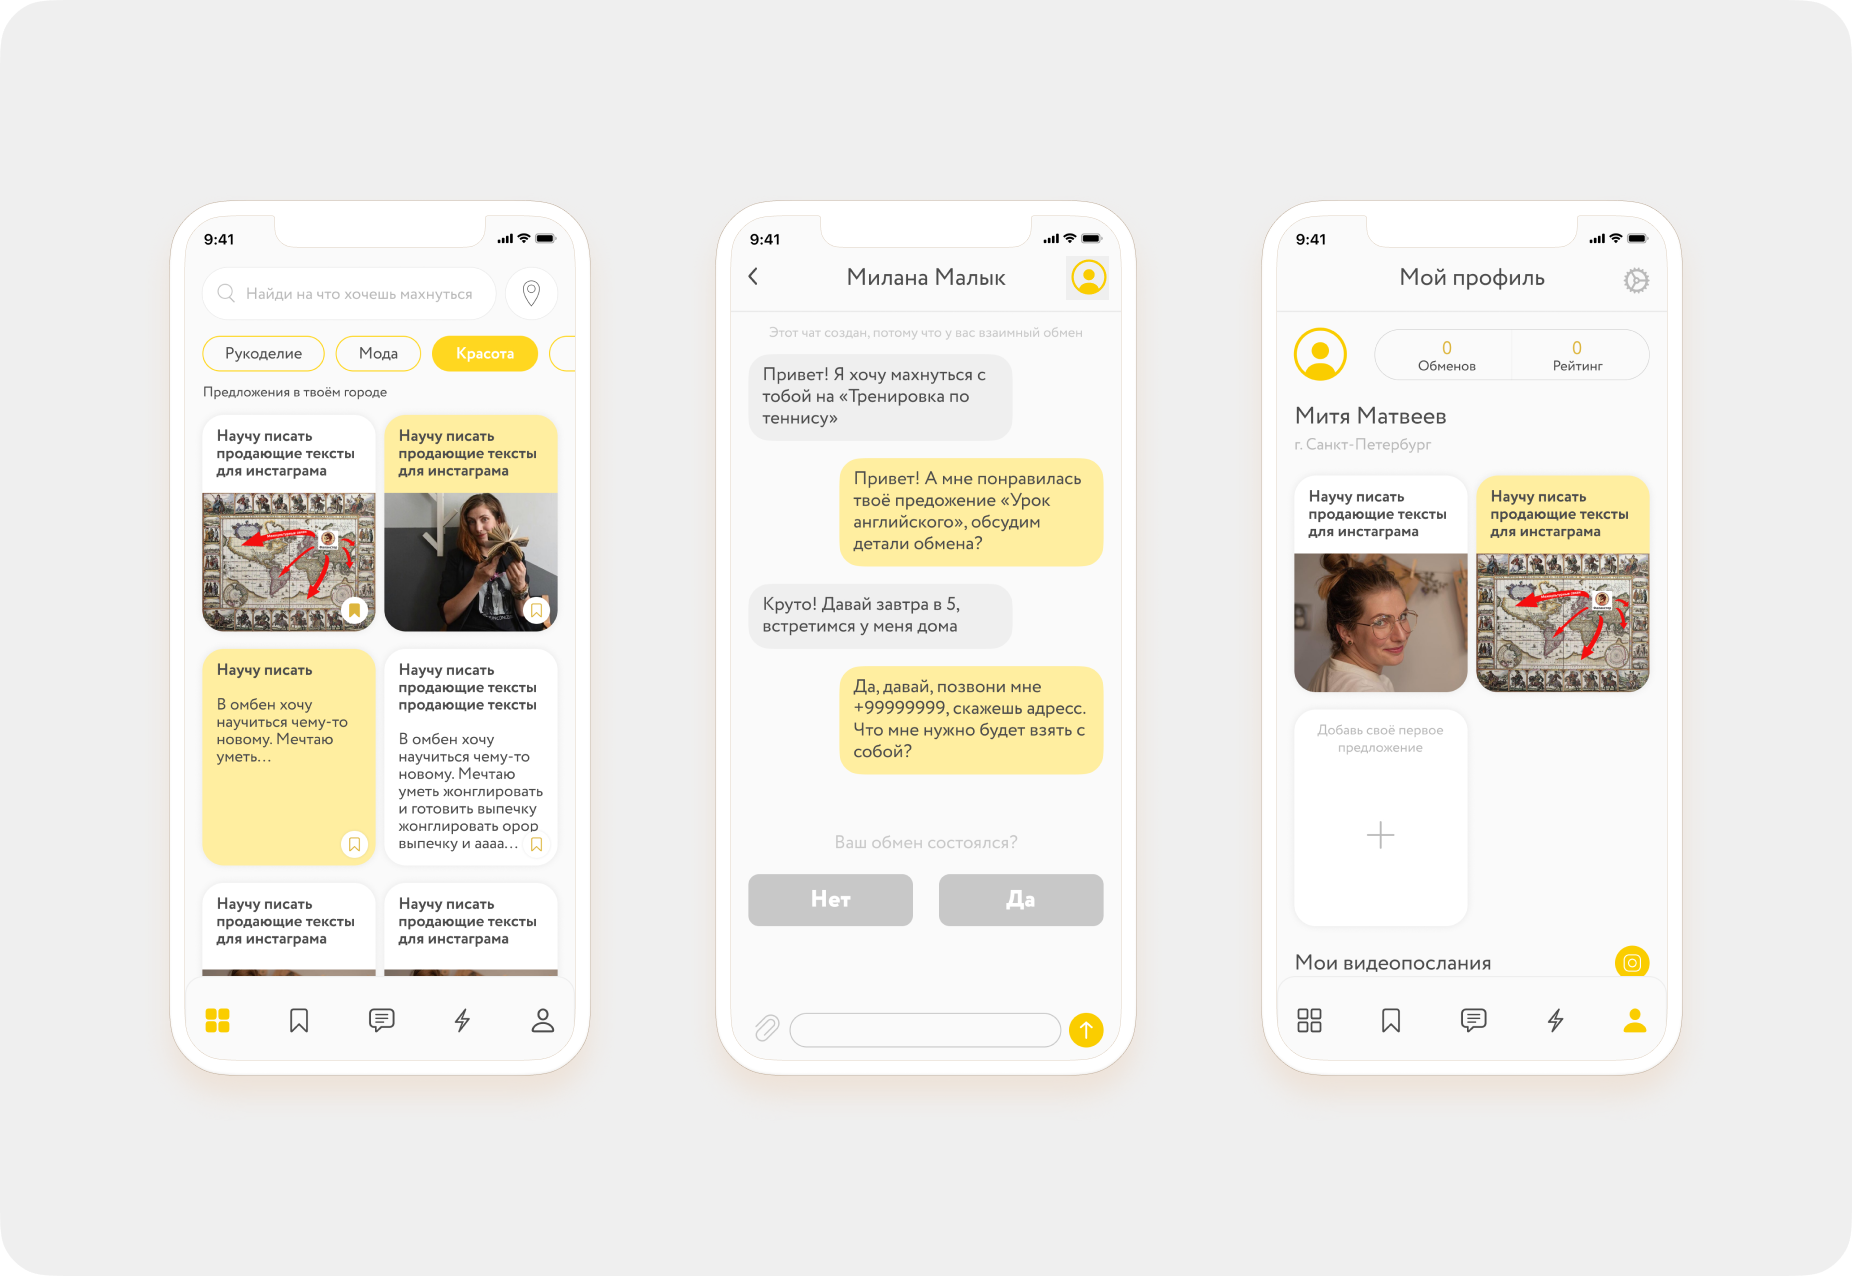 9:41
Найди на что хочешь махнуться
Рукоделие
Мода
Красота
Предложения в твоём городе
Научу писать
продающие тексты
для инстаграма
Научу писать
продающие тексты
для инстаграма
Научу писать
В омбен хочу
научиться чему-то
новому. Мечтаю
уметь...
Научу писать
продающие тексты
продающие тексты
В омбен хочу
научиться чему-то
новому. Мечтаю
уметь жонглировать
и готовить выпечку
жонглировать орор
выпечку и аааа...
Научу писать
продающие тексты
для инстаграма
Научу писать
продающие тексты
для инстаграма
9:41
Милана Малык
Этот чат создан, потому что у вас взаимный обмен
Привет! Я хочу махнуться с
тобой на «Тренировка по
теннису»
Привет! А мне понравилась
твоё предожение «Урок
английского», обсудим
детали обмена?
Круто! Давай завтра в 5,
встретимся у меня дома
Да, давай, позвони мне
+99999999, скажешь адресс.
Что мне нужно будет взять с
собой?
Ваш обмен состоялся?
Нет
Да
9:41
Мой профиль
0
Обменов
0
Рейтинг
Митя Матвеев
г. Санкт-Петербург
Научу писать
продающие тексты
для инстаграма
Научу писать
продающие тексты
для инстаграма
Добавь своё первое
предложение
Мои видеопослания